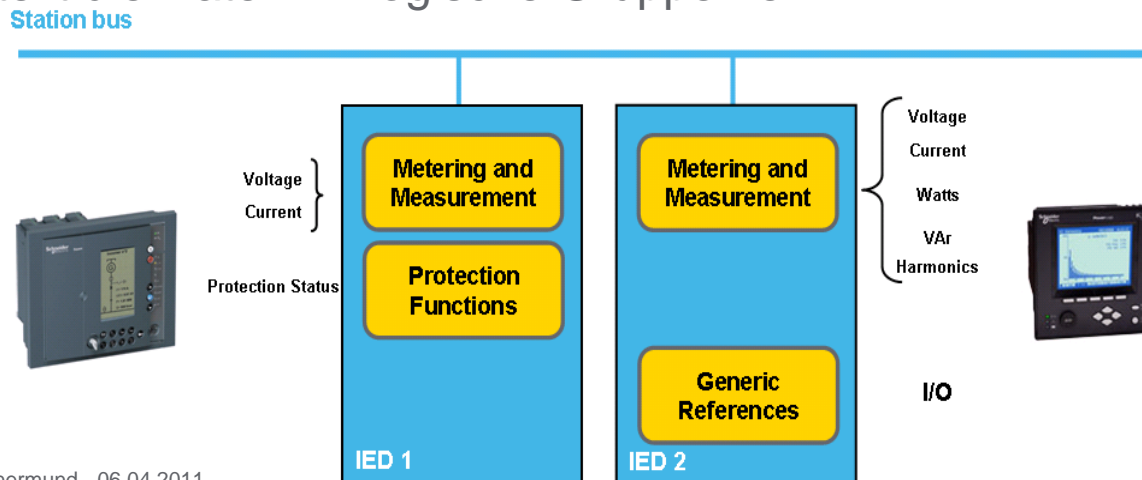 Station bus
Voltage
Current
Protection Status
Metering and
Measurement
Protection
Functions
IED 1
Metering and
Measurement
Generic
References
IED 2
Voltage
Current
Watts
VAr
Harmonics
I/O
06.04.2011